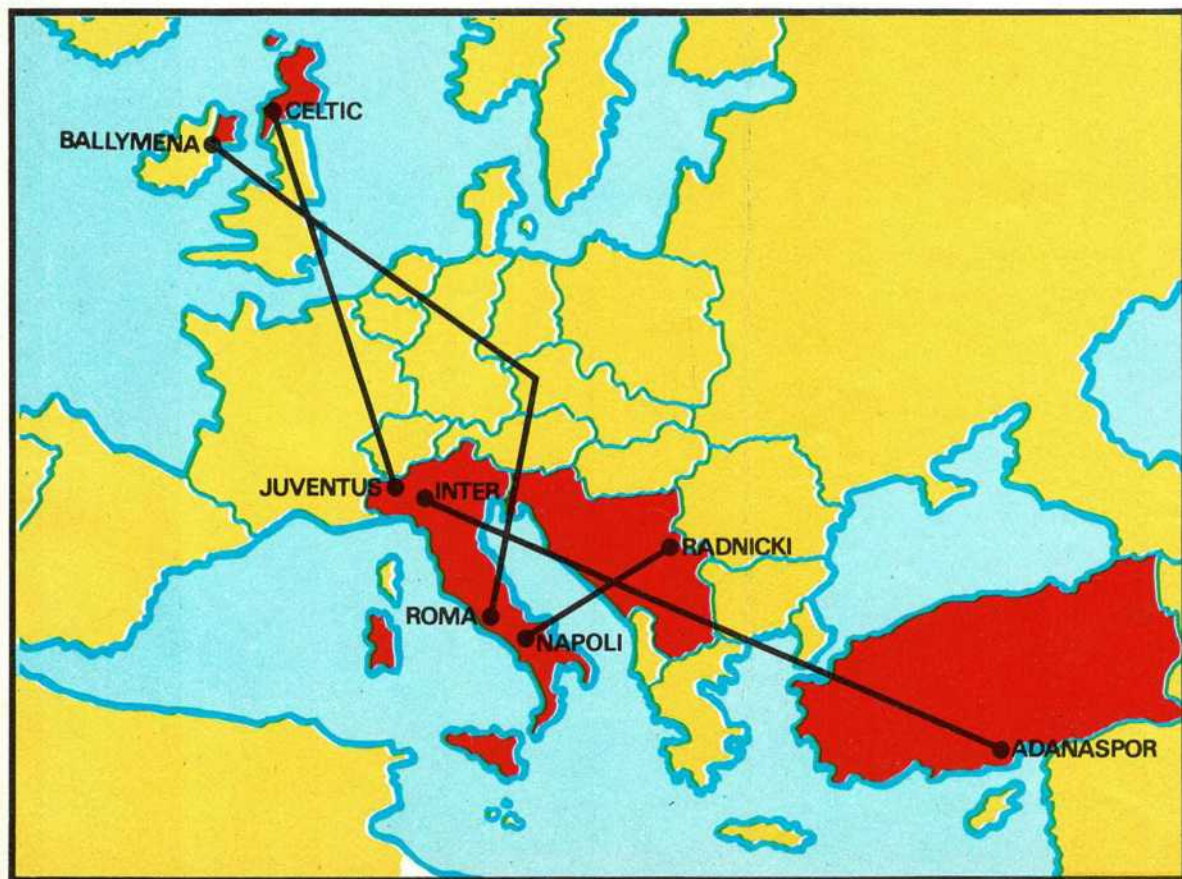 CELTIC
BALLYMENA
JUVENTUS
INTER
RADNICKI
ROMA
NAPOLI
ADANASPOR